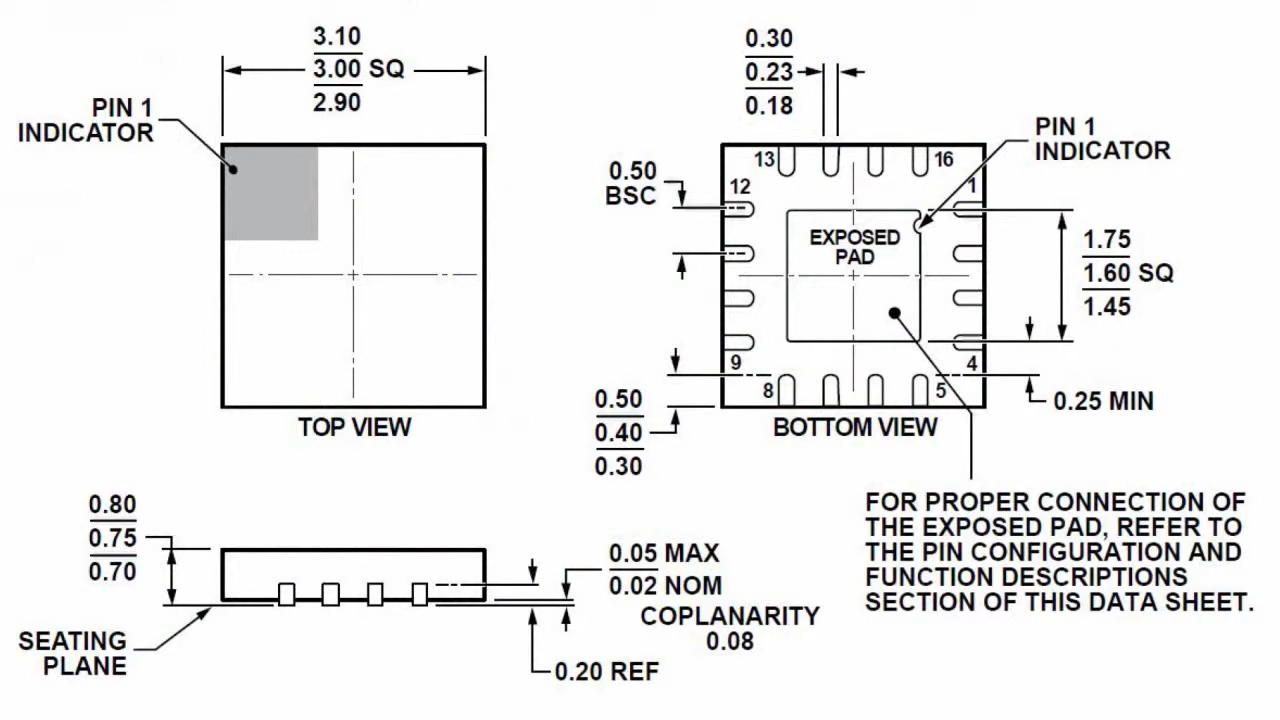 3.10
3.00 SQ
2.90
PIN 1
INDICATOR
TOP VIEW
0.30
0.23
0.18
PIN 1
INDICATOR
0.50
BSC
13
16
12
1
EXPOSED
PAD
1.75
1.60 SQ
1.45
9
4
8
5
0.50
0.40
0.30
0.25 MIN
BOTTOM VIEW
FOR PROPER CONNECTION OF
THE EXPOSED PAD, REFER TO
THE PIN CONFIGURATION AND
FUNCTION DESCRIPTIONS
SECTION OF THIS DATA SHEET.
0.80
0.75
0.70
SEATING
PLANE
0.05 MAX
0.02 NOM
COPLANARITY
0.08
0.20 REF